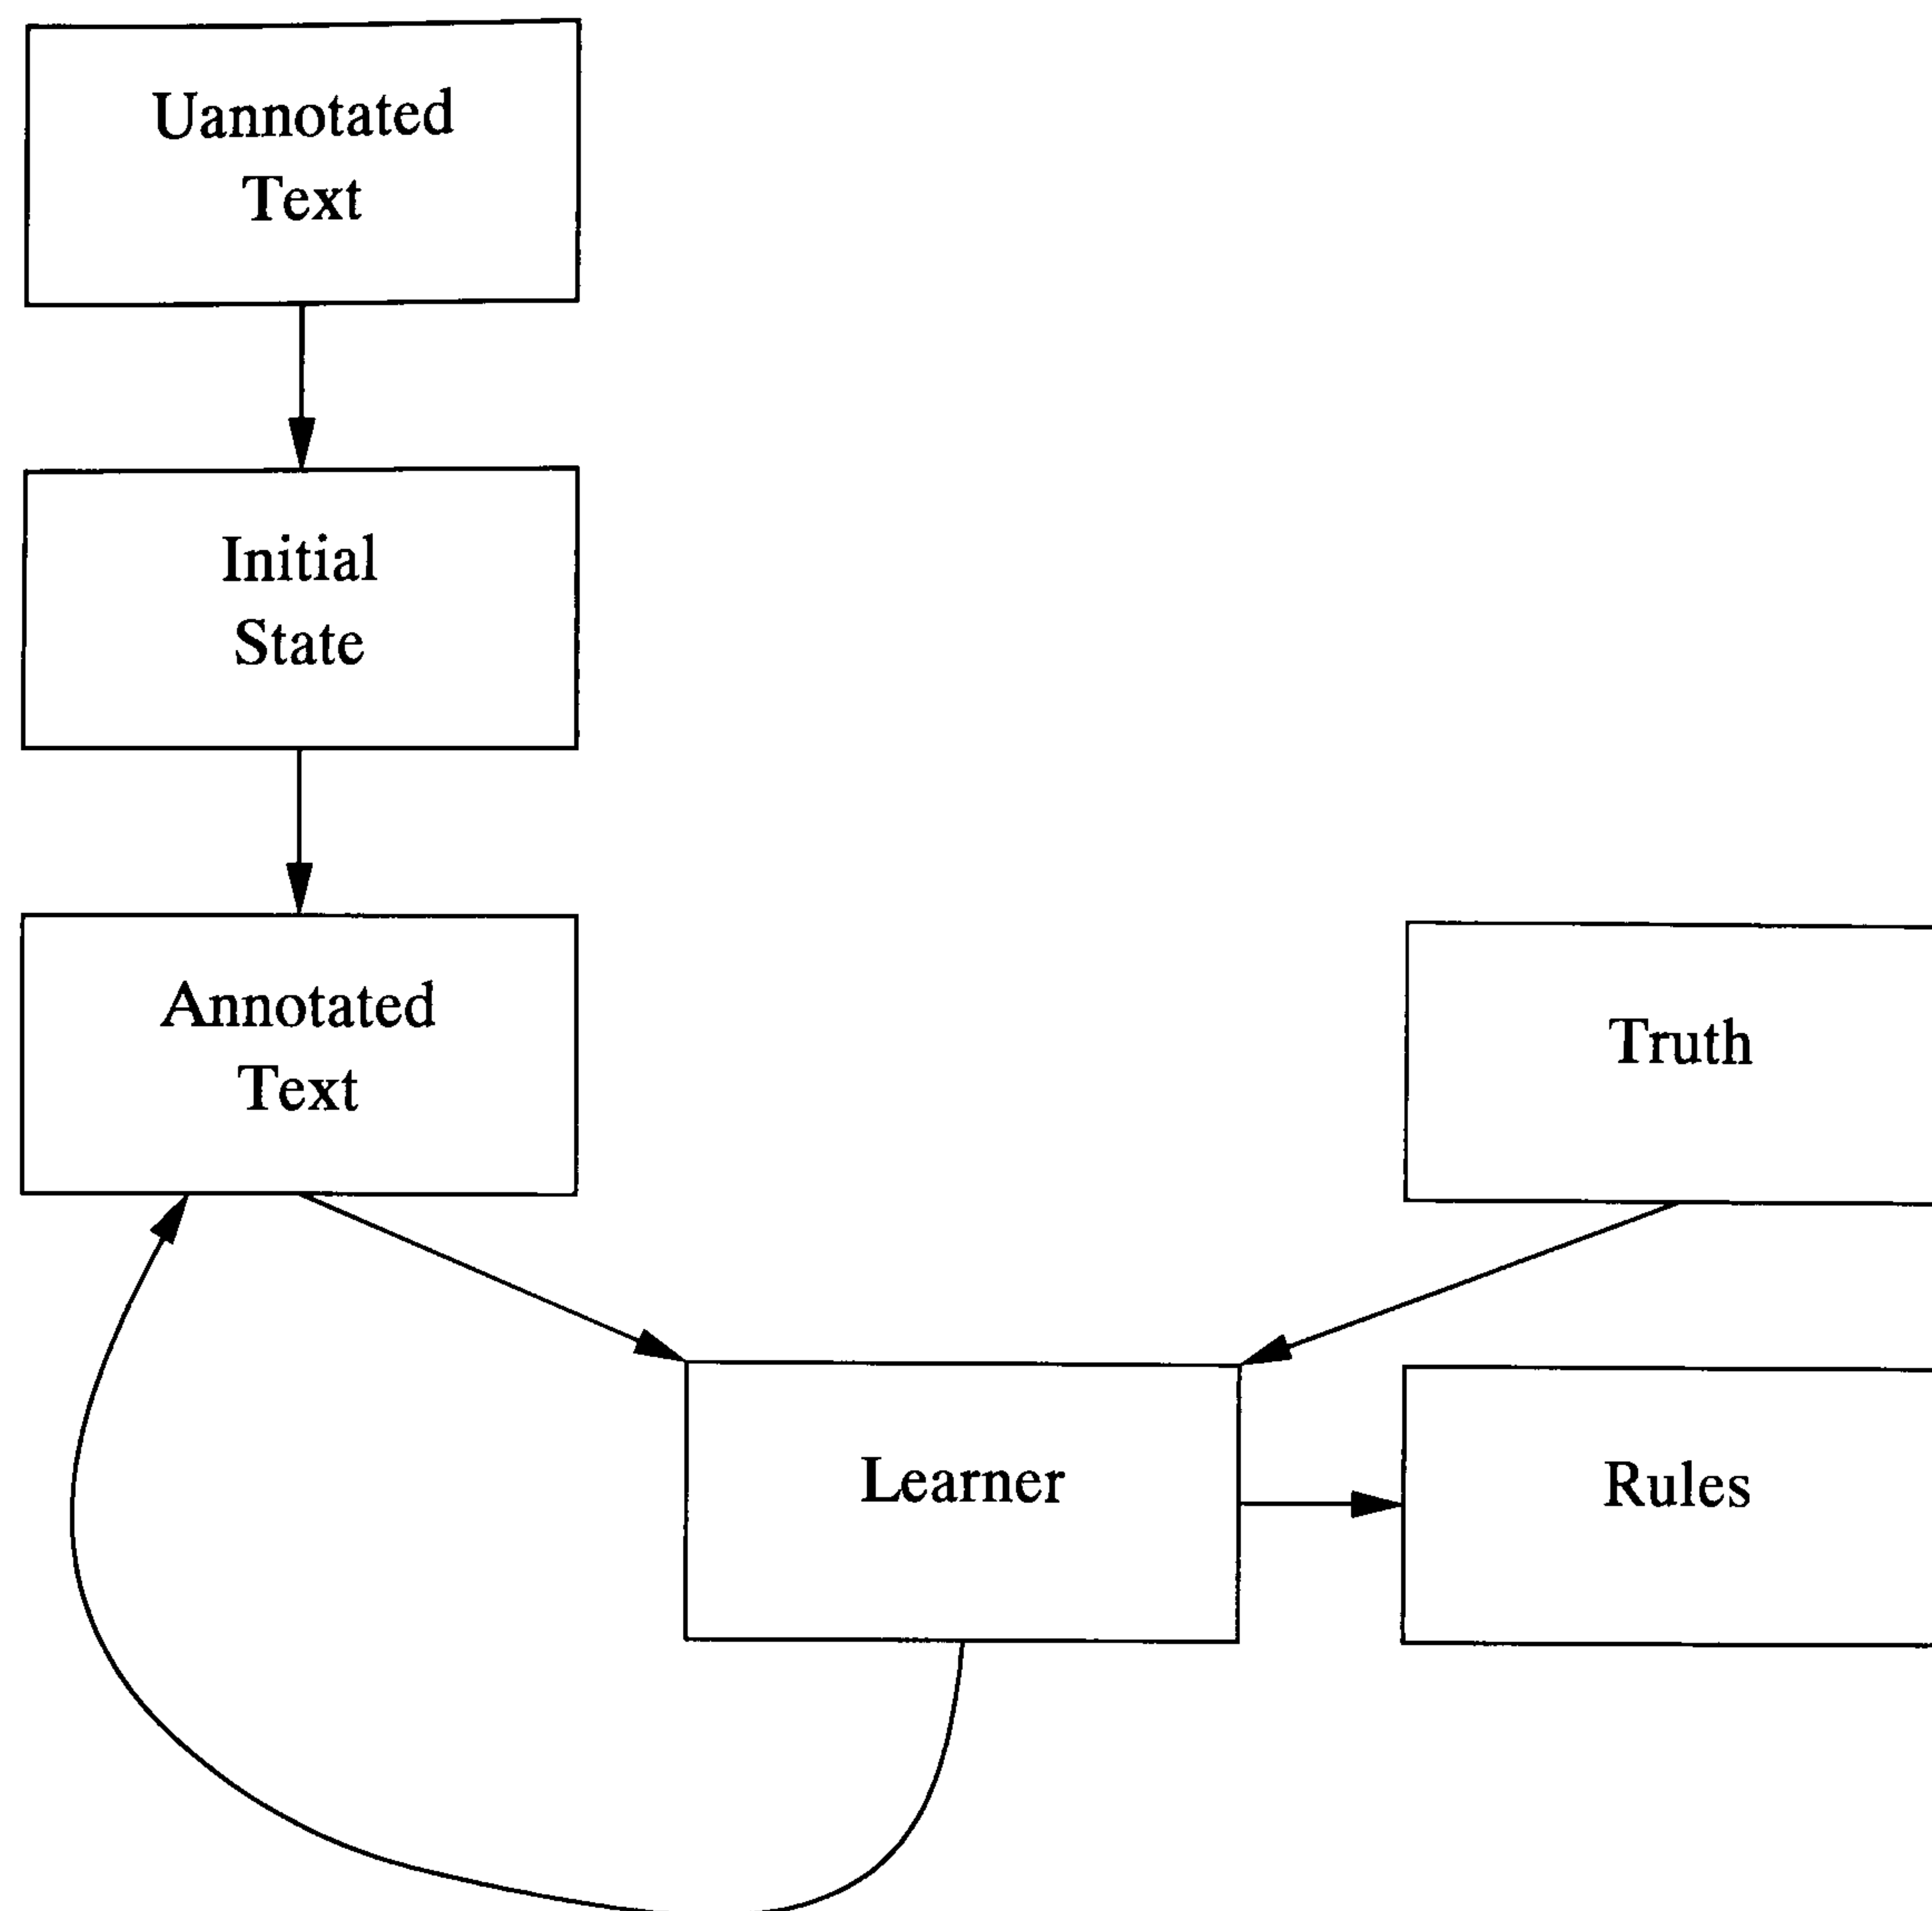 Uannotated
Text
Initial
State
Annotated
Text
Truth
Learner
Rules